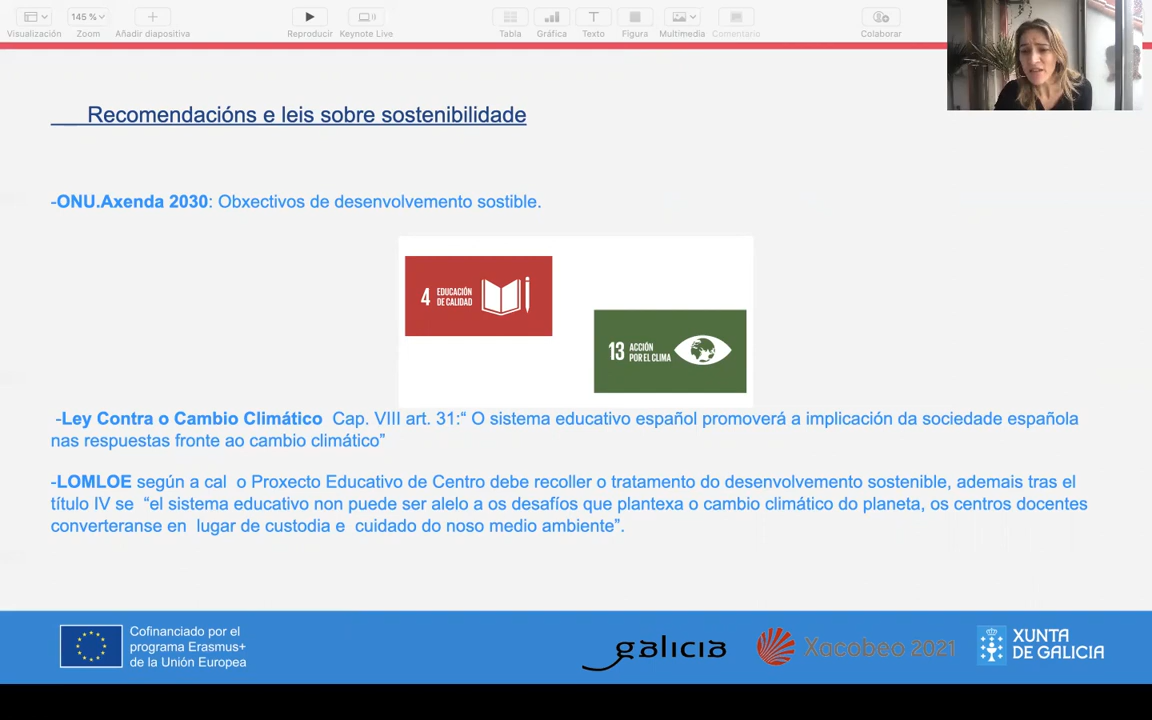 145 %
Visualización
Zoom
Añadir diapositiva
Reproducir
Keynote Live
Tabla
Gráfica
Texto
Figura
Multimedia
Comentario
Colaborar
Recomendacións e leis sobre sostenibilidade
-ONU.Axenda 2030: Obxectivos de desenvolvemento sostible.
4 EDUCACIÓN
DE CALIDAD
13 ACCIÓN
POR EL CLIMA
-Ley Contra o Cambio Climático Cap. VIII art. 31:“ O sistema educativo español promoverá a implicación da sociedade española
nas respuestas fronte ao cambio climático”
-LOMLOE según a cal o Proxecto Educativo de Centro debe recoller o tratamento do desenvolvemento sostenible, ademais tras el
título IV se “el sistema educativo non puede ser alelo a os desafíos que plantexa o cambio climático do planeta, os centros docentes
converteranse en lugar de custodia e cuidado do noso medio ambiente”.
Cofinanciado por el
programa Erasmus+
de la Unión Europea
galicia
Xacobeo 2021
XUNTA
DE GALICIA